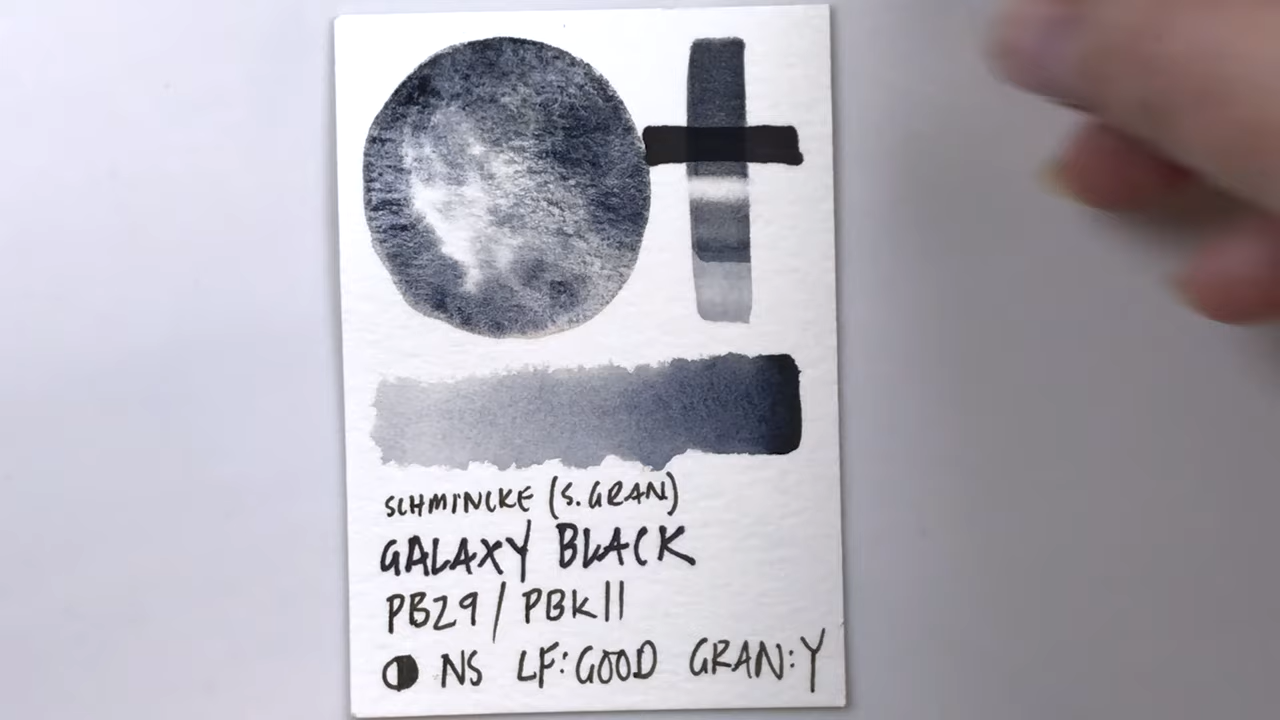 SCHMINCKE (S.GRAN)
GALAXY BLACK
PB29/PBK11
NS LF:GOOD GRAN:Y